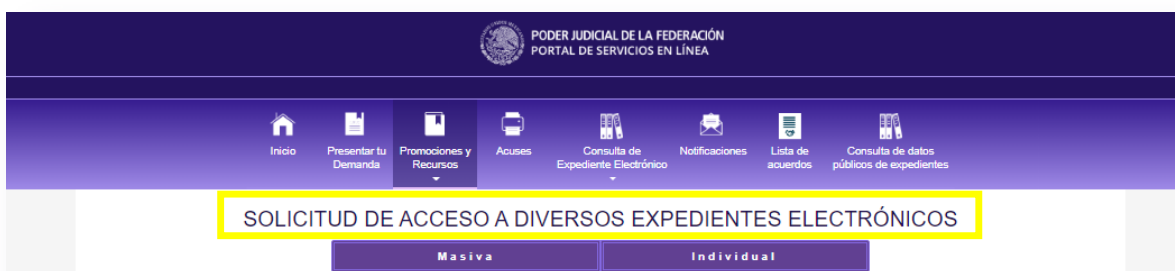 PODER JUDICIAL DE LA FEDERACIÓN
PORTAL DE SERVICIOS EN LÍNEA
Inicio
Presentar tu
Demanda
Promociones y
Recursos
Acuses
Consulta de
Expediente Electrónico
Notificaciones
Lista de
acuerdos
Consulta de datos
públicos de expedientes
SOLICITUD DE ACCESO A DIVERSOS EXPEDIENTES ELECTRÓNICOS
Masiva
Individual